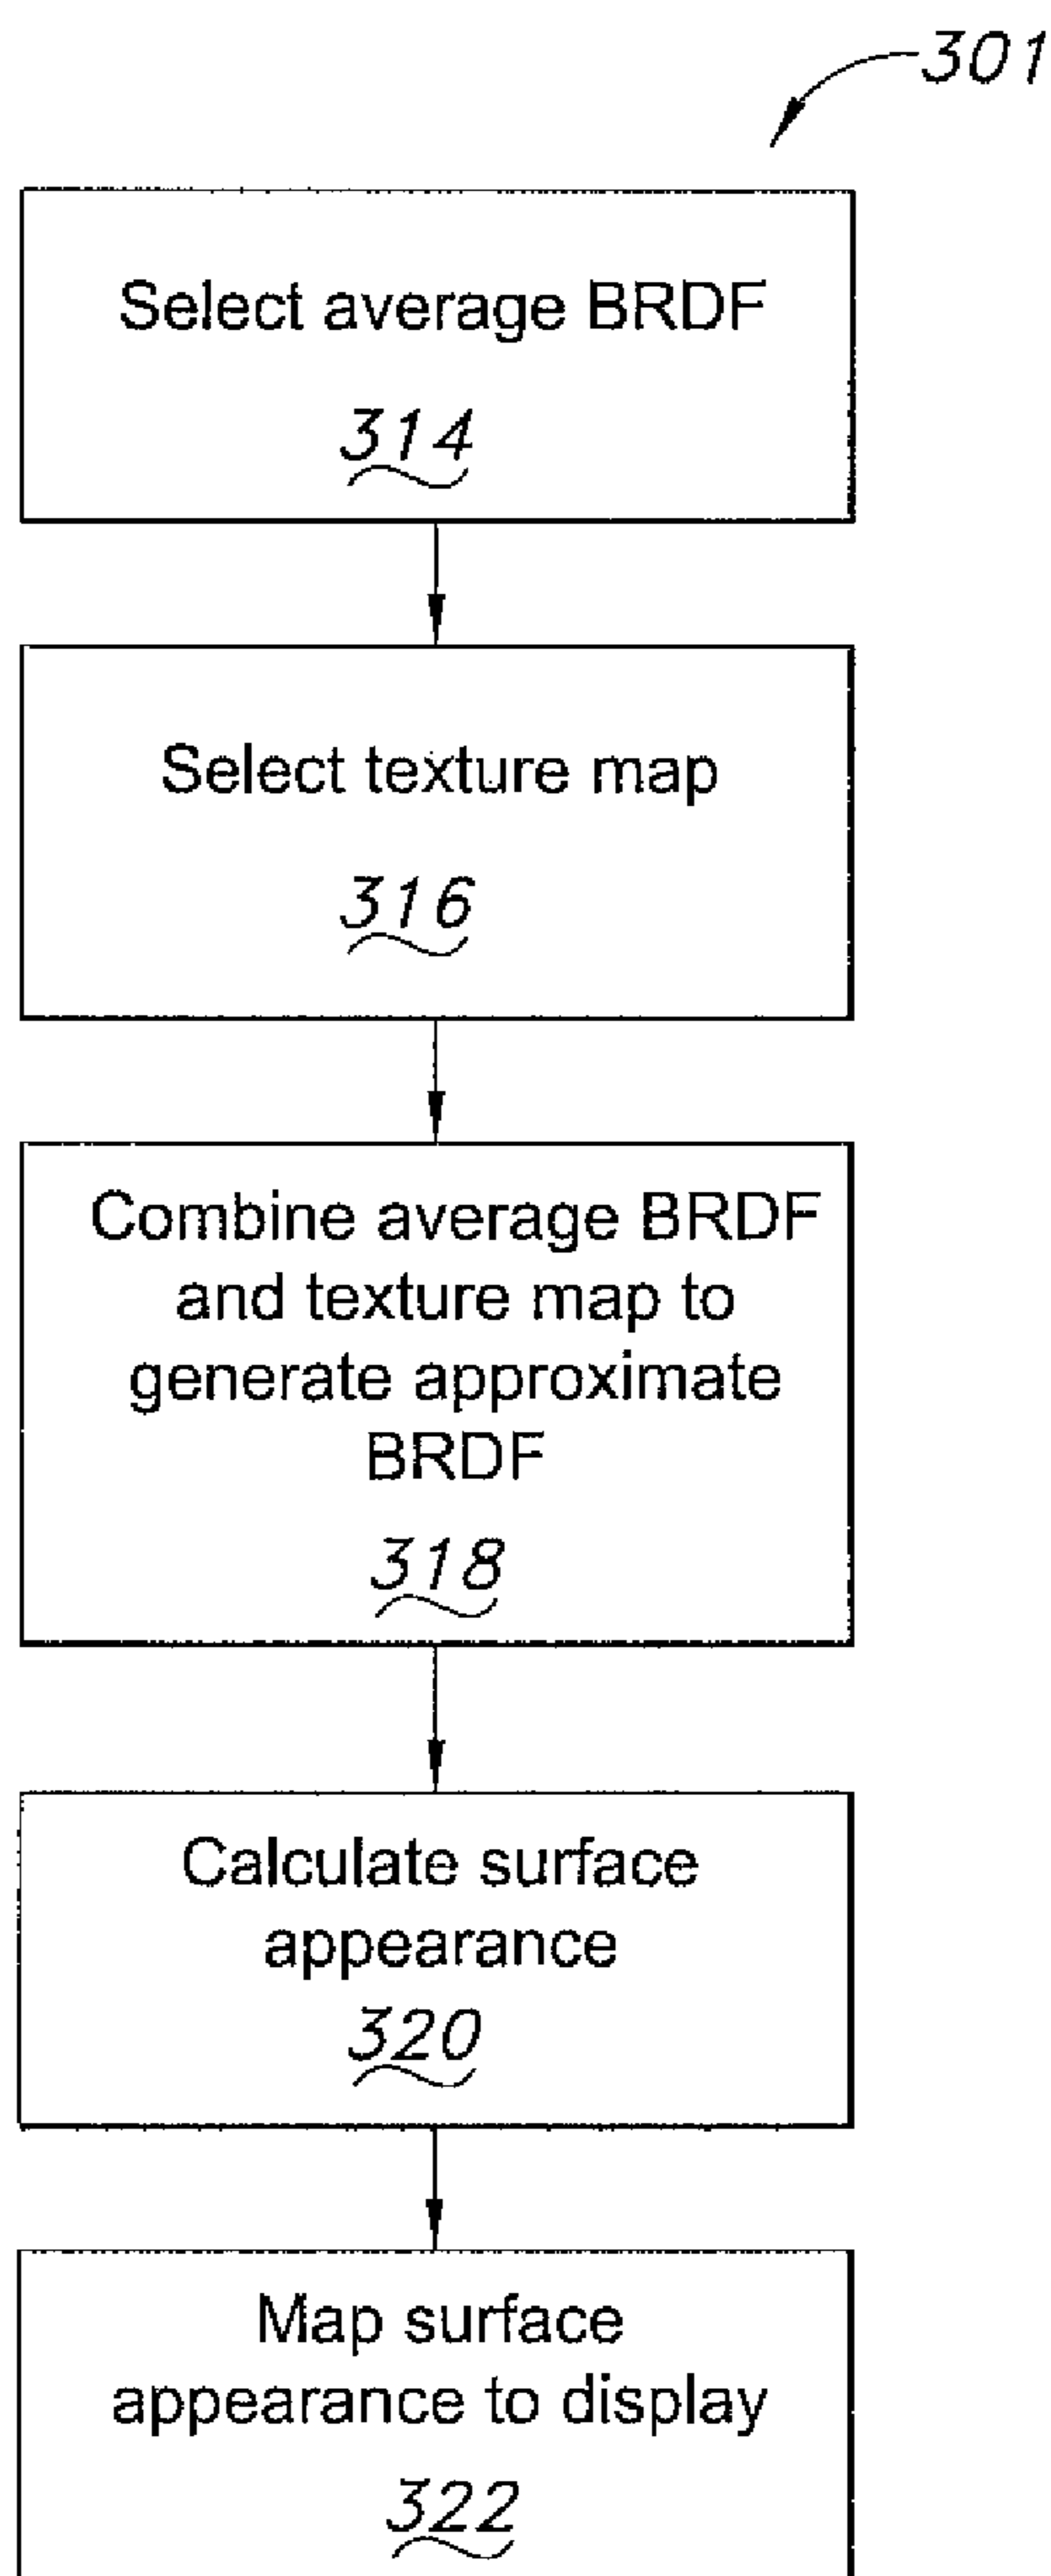 301
Select average BRDF
314
Select texture map
316
Combine average BRDF
and texture map to
generate approximate
BRDF
318
Calculate surface
appearance
320
Map surface
appearance to display
322